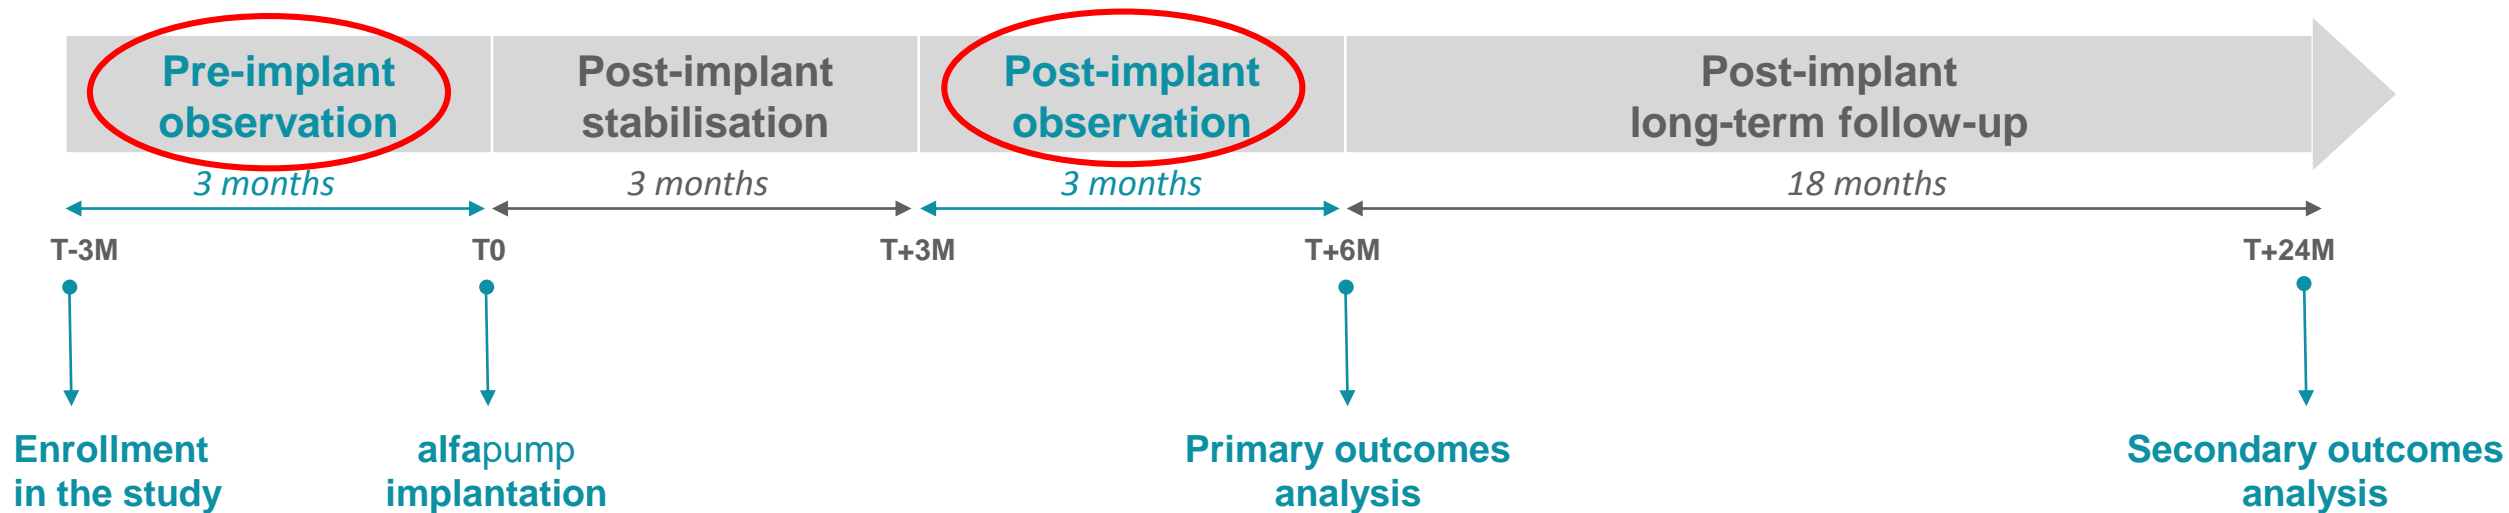 Pre-implant
observation
Post-implant
stabilisation
Post-implant
observation
Post-implant
long-term follow-up
3 months
3 months
3 months
18 months
T-3M
T0
T+3M
T+6M
T+24M
Enrollment
in the study
alfapump
implantation
Primary outcomes
analysis
Secondary outcomes
analysis